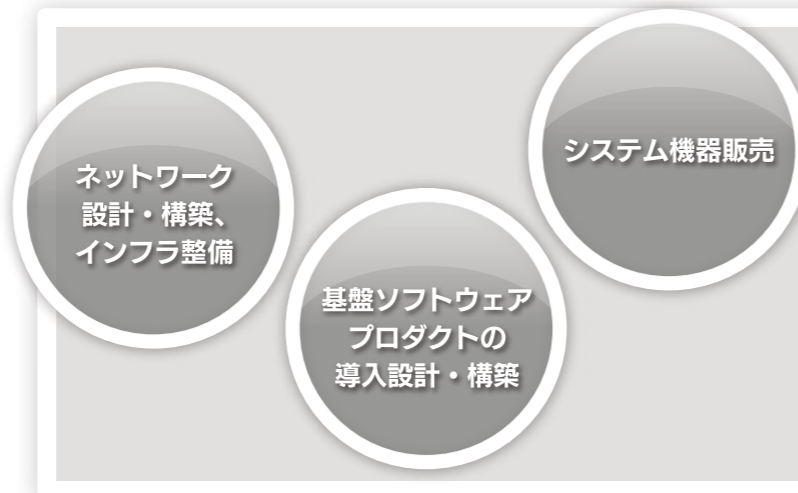 ネットワーク
設計・構築、
インフラ整備
基盤ソフトウェア
プロダクトの
導入設計・構築
システム機器販売